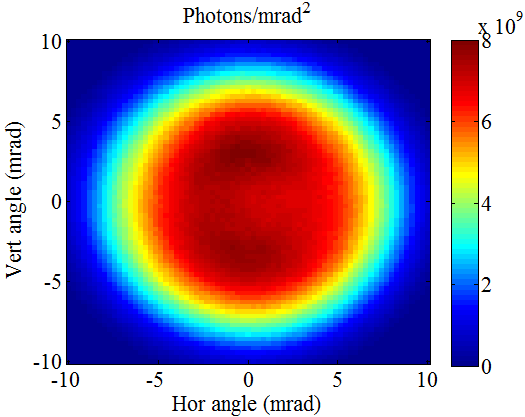 Photons/mrad²
x 10⁹
10
5
0
-5
-10
Vert angle (mrad)
-10 -5 0 5 10
Hor angle (mrad)
8
6
4
2
0